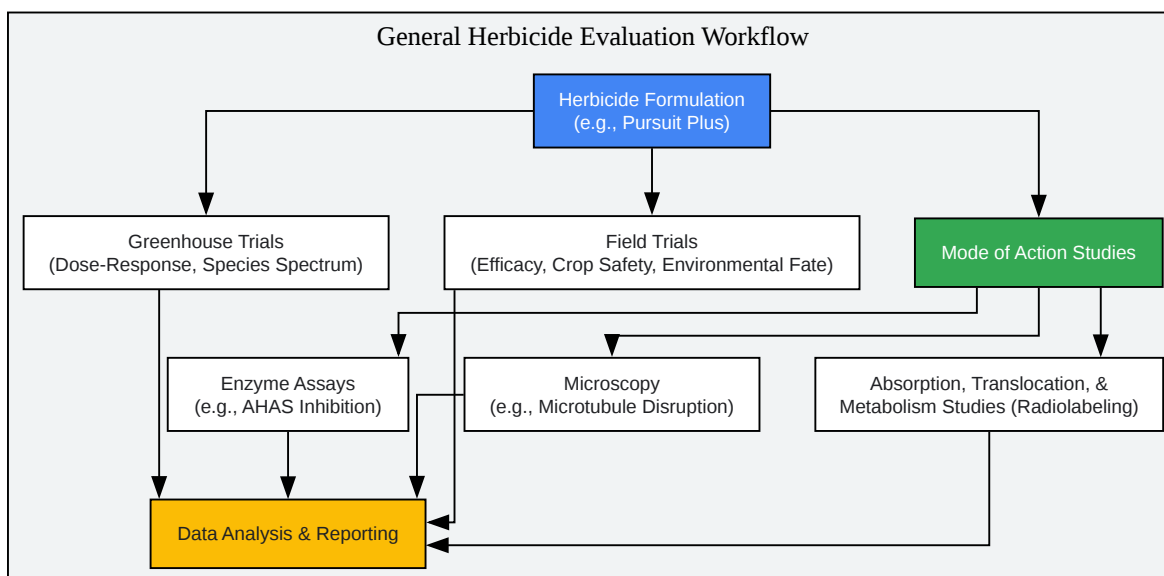 General Herbicide Evaluation Workflow
Herbicide Formulation
(e.g., Pursuit Plus)
Greenhouse Trials
(Dose-Response, Species Spectrum)
Field Trials
(Efficacy, Crop Safety, Environmental Fate)
Mode of Action Studies
Enzyme Assays
(e.g., AHAS Inhibition)
Microscopy
(e.g., Microtubule Disruption)
Absorption, Translocation, &
Metabolism Studies (Radiolabeling)
Data Analysis & Reporting